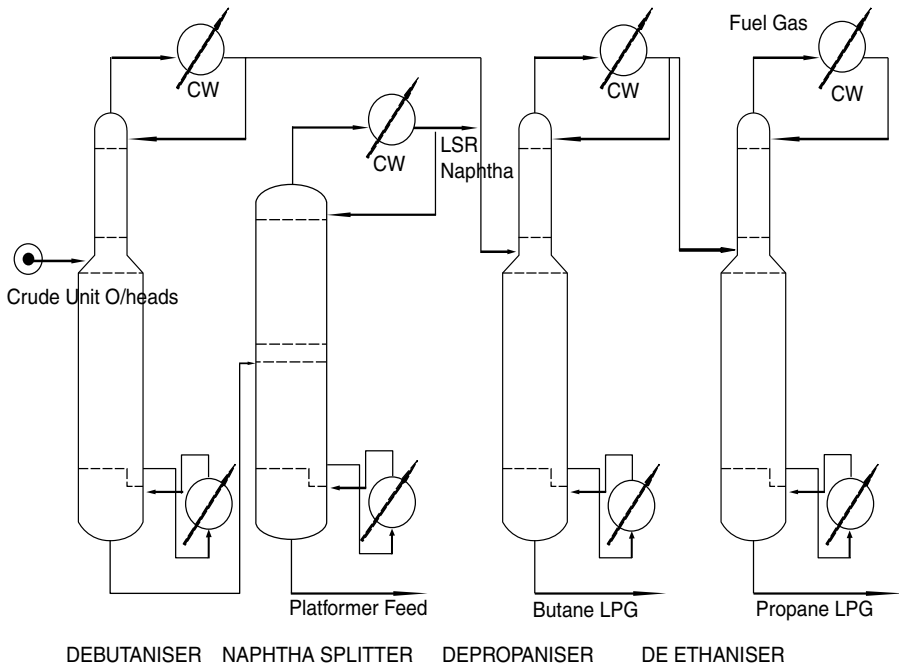 Fuel Gas
CW
CW
CW
CW
LSR
Naphtha
Crude Unit O/heads
Platformer Feed
Butane LPG
Propane LPG
DEBUTANISER NAPHTHA SPLITTER DEPROPANISER DE ETHANISER